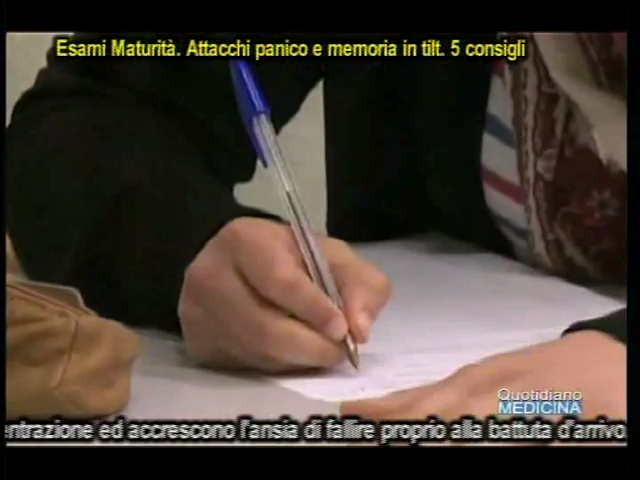 Esami Maturità. Attacchi panico e memoria in tilt. 5 consigli
Quotidiano
MEDICINA
entrazione ed accrescono l'ansia di fallire proprio alla battuta d'arrivo